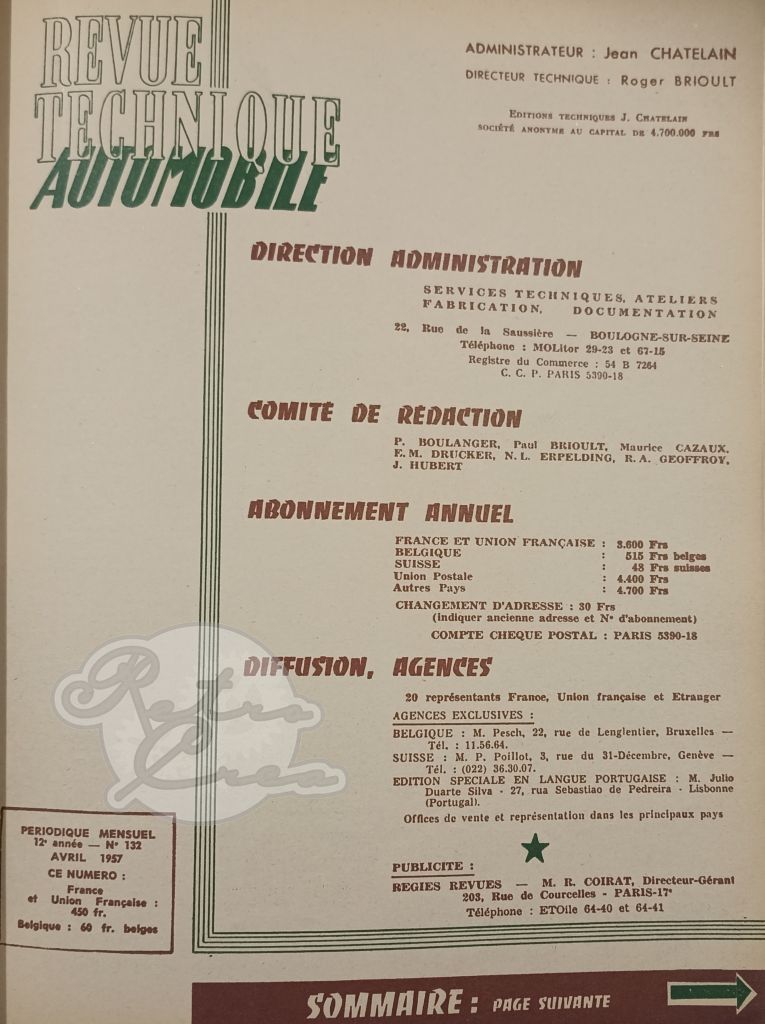 REVUE
TECHNIQUE
AUTOMOBILE
ADMINISTRATEUR : Jean CHATELAIN
DIRECTEUR TECHNIQUE : Roger BRIOULT
EDITIONS TECHNIQUES J. CHATELAIN
SOCIÉTÉ ANONYME AU CAPITAL DE 4.700.000 FRS
DIRECTION ADMINISTRATION
SERVICES TECHNIQUES, ATELIERS
FABRICATION, DOCUMENTATION
22, Rue de la Saussière — BOULOGNE-SUR-SEINE
Téléphone : MOLitor 29-23 et 67-15
Registre du Commerce : 54 B 7264
C. C. P. PARIS 5390-18
COMITÉ DE RÉDACTION
P. BOULANGER, Paul BRIOULT, Maurice CAZAUX,
E.M. DRUCKER, N.L. ERPELDING, R.A. GEOFFROY,
J. HUBERT
ABONNEMENT ANNUEL
FRANCE ET UNION FRANÇAISE : 3.600 Frs
BELGIQUE : 515 Frs belges
SUISSE : 48 Frs suisses
Union Postale : 4.400 Frs
Autres Pays : 4.700 Frs
CHANGEMENT D'ADRESSE : 30 Frs
(indiquer ancienne adresse et N° d'abonnement)
COMPTE CHEQUE POSTAL : PARIS 5390-18
DIFFUSION, AGENCES
20 représentants France, Union française et Etranger
AGENCES EXCLUSIVES :
BELGIQUE : M. Pesch, 22, rue de Lenglentier, Bruxelles —
Tél. : 11.56.64.
SUISSE : M. P. Poillot, 3, rue du 31-Décembre, Genève —
Tél. : (022) 36.30.07.
EDITION SPECIALE EN LANGUE PORTUGAISE : M. Julio
Duarte Silva - 27, rua Sebastiao de Pedreira - Lisbonne
(Portugal).
Offices de vente et représentation dans les principaux pays
PUBLICITE :
REGIES REVUES — M. R. COIRAT, Directeur-Gérant
203, Rue de Courcelles - PARIS-17e
Téléphone : ETOile 64-40 et 64-41
Retro
Crea
PERIODIQUE MENSUEL
12e année — N° 132
AVRIL 1957
CE NUMERO :
France
et Union Française :
450 fr.
Belgique : 60 fr. belges
SOMMAIRE : PAGE SUIVANTE